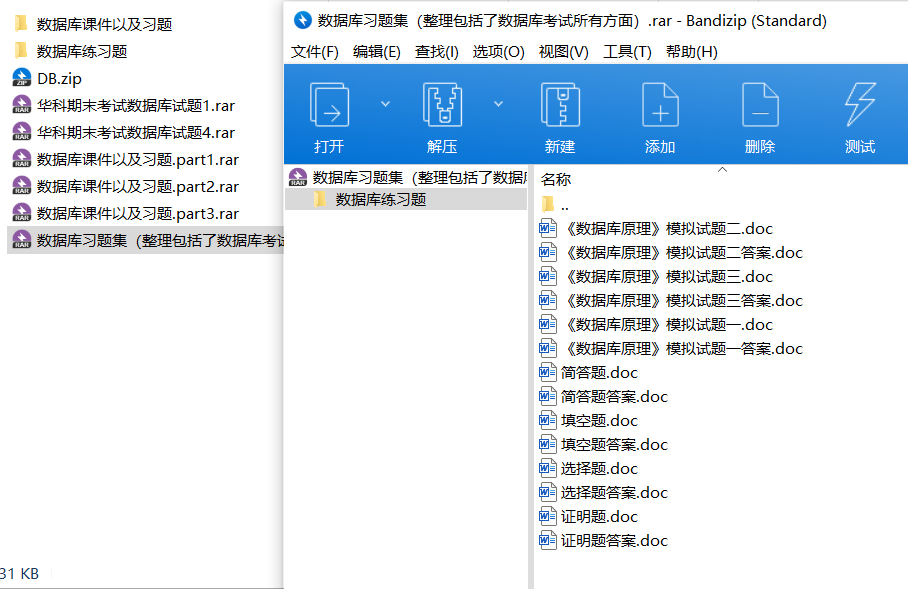 数据库课件以及习题
数据库练习题
DB.zip
华科期末考试数据库试题1.rar
华科期末考试数据库试题4.rar
数据库课件以及习题.part1.rar
数据库课件以及习题.part2.rar
数据库课件以及习题.part3.rar
数据库习题集（整理包括了数据库考试
31 KB
数据库习题集（整理包括了数据库考试所有方面）.rar - Bandizip (Standard)
文件(F) 编辑(E) 查找(I) 选项(O) 视图(V) 工具(T) 帮助(H)
打开 解压 新建 添加 删除 测试
数据库习题集（整理包括了数据库
数据库练习题
名称
..
《数据库原理》模拟试题二.doc
《数据库原理》模拟试题二答案.doc
《数据库原理》模拟试题三.doc
《数据库原理》模拟试题三答案.doc
《数据库原理》模拟试题一.doc
《数据库原理》模拟试题一答案.doc
简答题.doc
简答题答案.doc
填空题.doc
填空题答案.doc
选择题.doc
选择题答案.doc
证明题.doc
证明题答案.doc